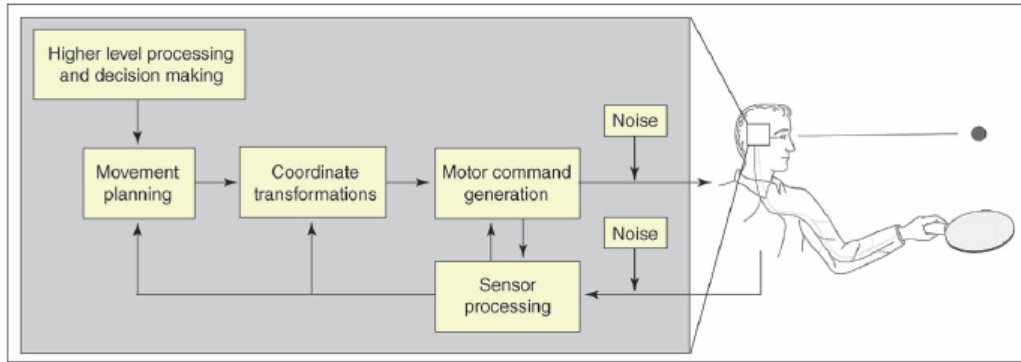 Higher level processing
and decision making
Noise
Movement
planning
Coordinate
transformations
Motor command
generation
Noise
Sensor
processing